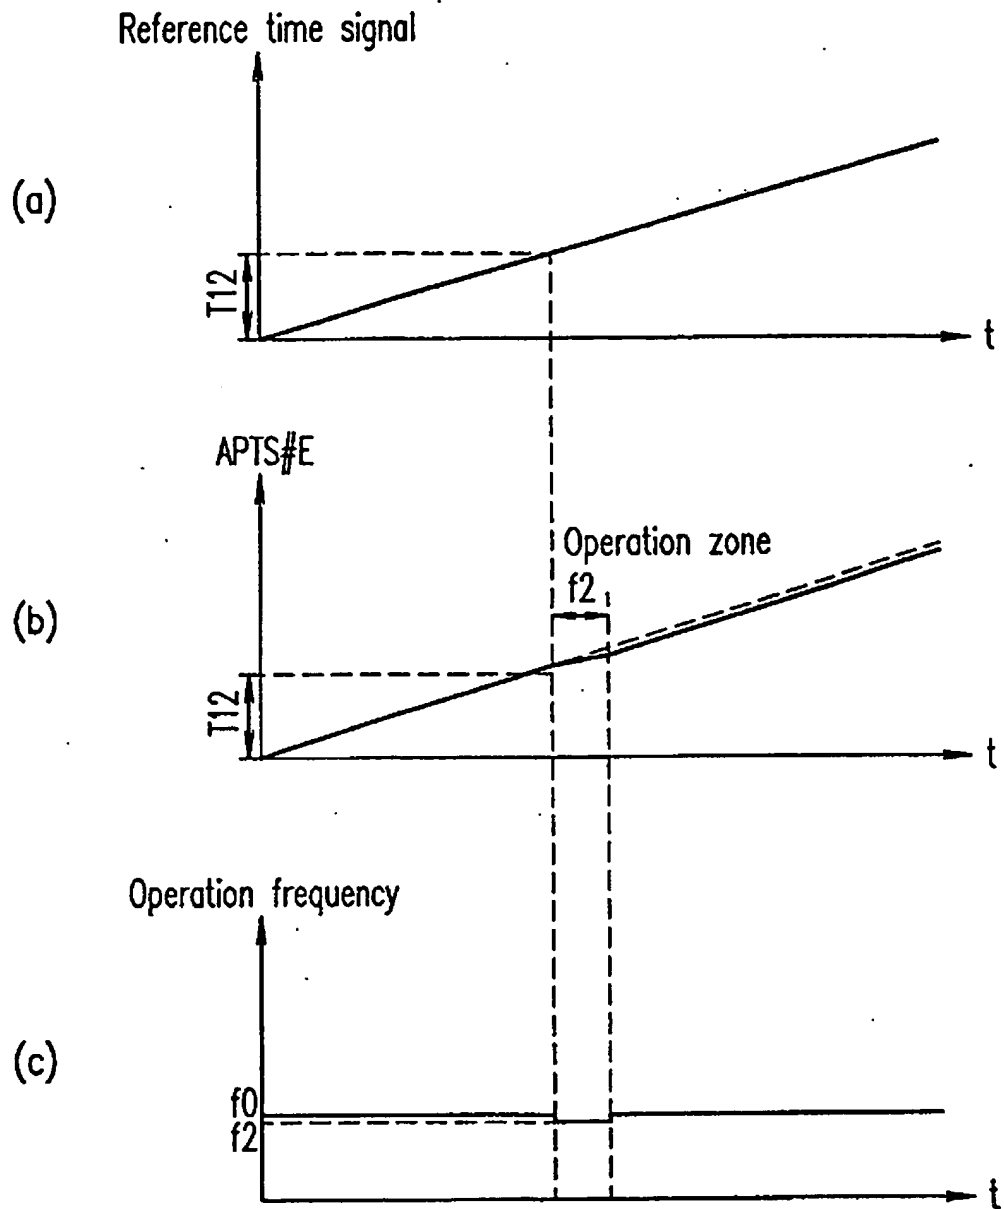 Reference time signal
(a)
T12
t
APTS#E
Operation zone
f2
(b)
T12
t
Operation frequency
(c)
f0
f2
t